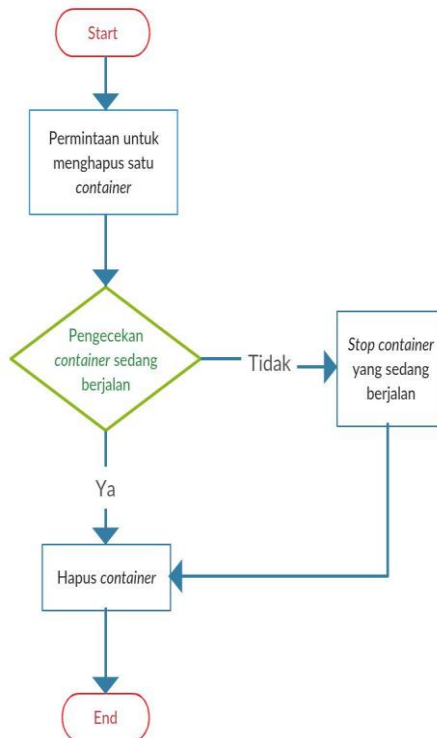 Start
Permintaan untuk
menghapus satu
container
Pengecekan
container sedang
berjalan
Tidak
Stop container
yang sedang
berjalan
Ya
Hapus container
End